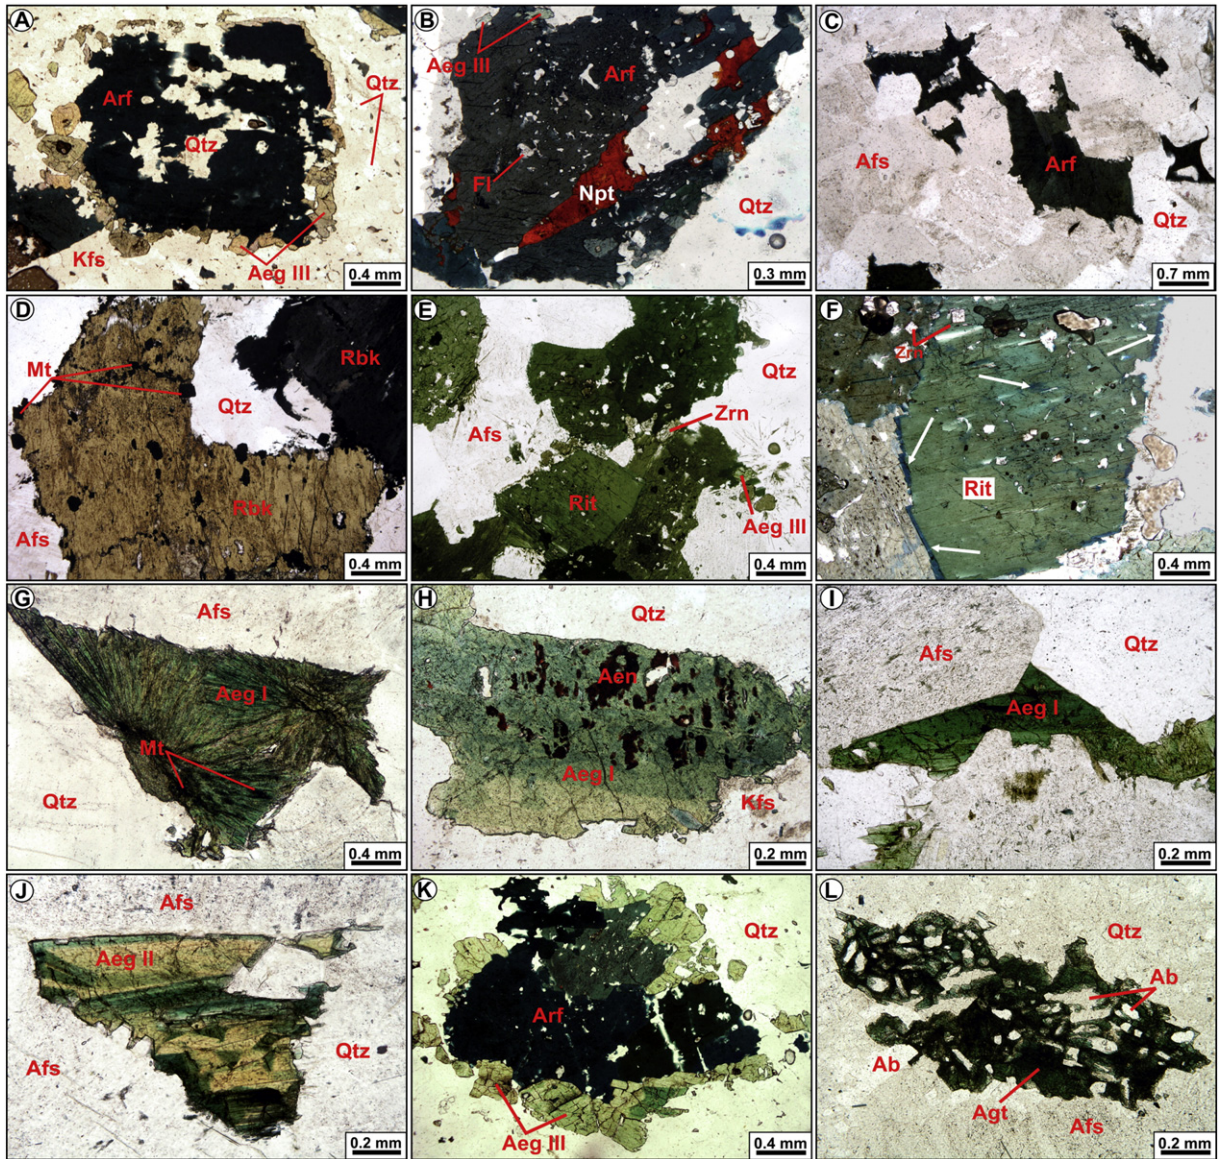 A
Arf
Qtz
Qtz
Kfs
Aeg III
0.4 mm
B
Aeg III
Arf
Fl
Npt
Qtz
0.3 mm
C
Afs
Arf
Qtz
0.7 mm
D
Mt
Rbk
Qtz
Rbk
Afs
0.4 mm
E
Qtz
Zrn
Afs
Rit
Aeg III
0.4 mm
F
Zrn
Rit
0.4 mm
G
Afs
Aeg I
Mt
Qtz
0.4 mm
H
Qtz
Aen
Aeg I
Kfs
0.2 mm
I
Afs
Qtz
Aeg I
0.2 mm
J
Afs
Aeg II
Qtz
Afs
0.2 mm
K
Qtz
Arf
Aeg III
0.4 mm
L
Qtz
Ab
Ab
Agt
Afs
0.2 mm